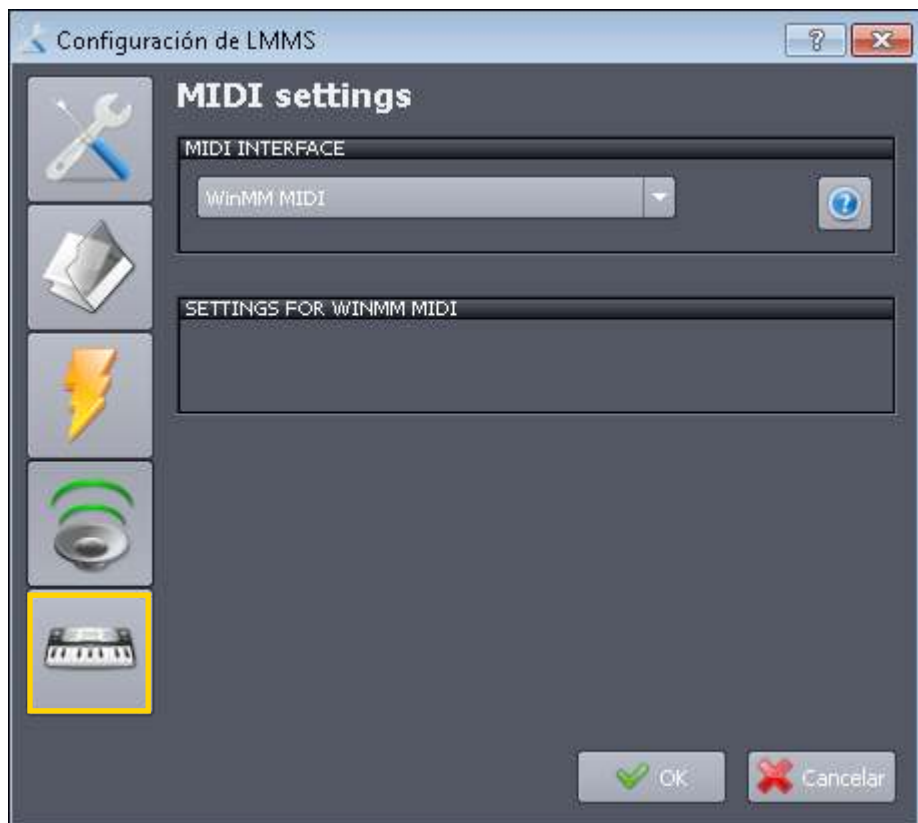 Configuración de LMMS
MIDI settings
MIDI INTERFACE
WinMM MIDI
SETTINGS FOR WINMM MIDI
OK
Cancelar